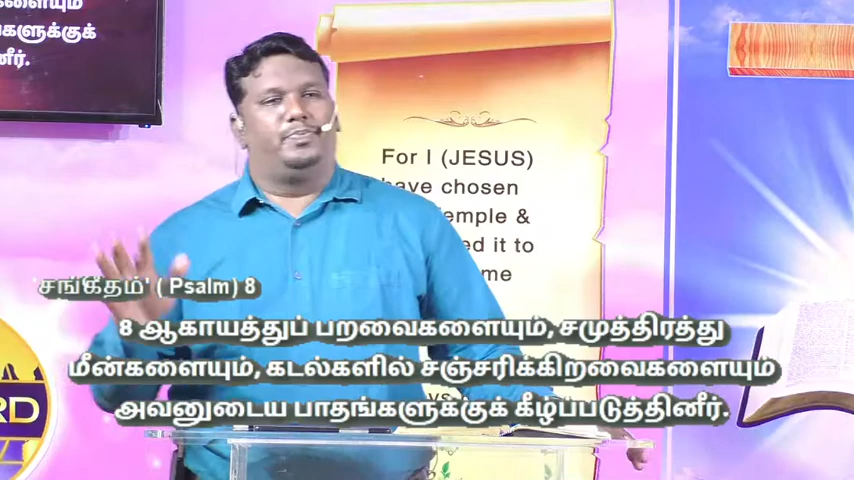 களையும்
களுக்குக்
னீர்.
For I (JESUS)
have chosen
emple &
ed it to
me
'சங்கீதம்' ( Psalm) 8
8 ஆகாயத்துப் பறவைகளையும், சமுத்திரத்து
மீன்களையும், கடல்களில் சஞ்சரிக்கிறவைகளையும்
அவனுடைய பாதங்களுக்குக் கீழ்ப்படுத்தினீர்.
RD